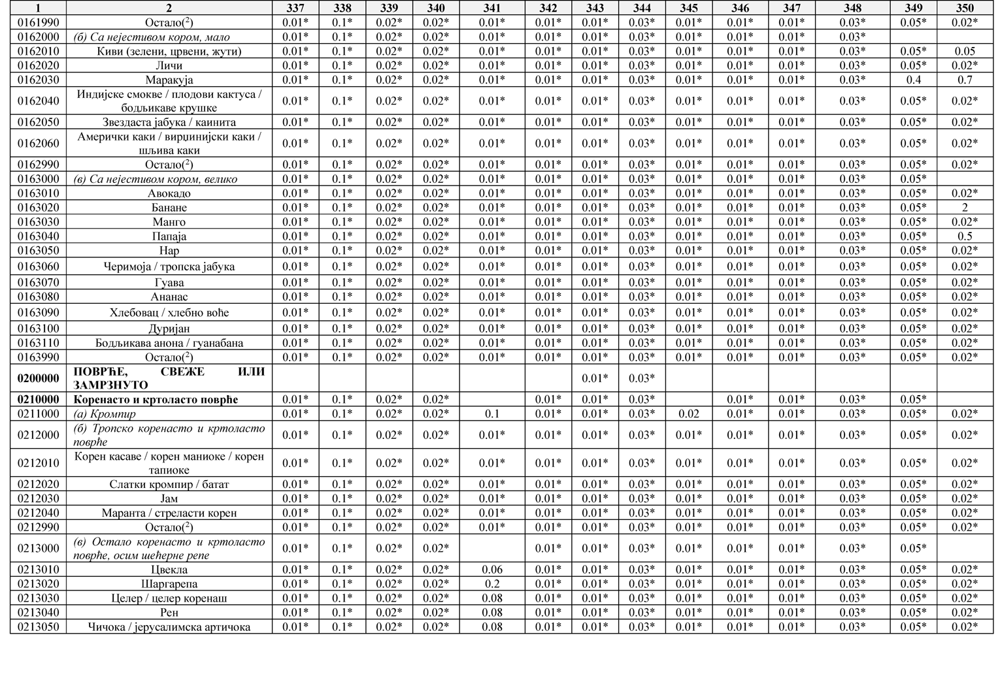 1 2 337 338 339 340 341 342 343 344 345 346 347 348 349 350
0161990 Остало(2) 0.01* 0.1* 0.02* 0.02* 0.01* 0.01* 0.01* 0.03* 0.01* 0.01* 0.01* 0.03* 0.05* 0.02*
0162000 (б) Са нејестивом кором, мало 0.01* 0.1* 0.02* 0.02* 0.01* 0.01* 0.01* 0.03* 0.01* 0.01* 0.01* 0.03*
0162010 Киви (зелени, црвени, жути) 0.01* 0.1* 0.02* 0.02* 0.01* 0.01* 0.01* 0.03* 0.01* 0.01* 0.01* 0.03* 0.05* 0.05
0162020 Личи 0.01* 0.1* 0.02* 0.02* 0.01* 0.01* 0.01* 0.03* 0.01* 0.01* 0.01* 0.03* 0.05* 0.02*
0162030 Маракуја 0.01* 0.1* 0.02* 0.02* 0.01* 0.01* 0.01* 0.03* 0.01* 0.01* 0.01* 0.03* 0.4 0.7
0162040 Индијске смокве / плодови кактуса /
бодљикаве крушке 0.01* 0.1* 0.02* 0.02* 0.01* 0.01* 0.01* 0.03* 0.01* 0.01* 0.01* 0.03* 0.05* 0.02*
0162050 Звездаста јабука / каинита 0.01* 0.1* 0.02* 0.02* 0.01* 0.01* 0.01* 0.03* 0.01* 0.01* 0.01* 0.03* 0.05* 0.02*
0162060 Амерички каки / вирџинијски каки /
шљива каки 0.01* 0.1* 0.02* 0.02* 0.01* 0.01* 0.01* 0.03* 0.01* 0.01* 0.01* 0.03* 0.05* 0.02*
0162990 Остало(2) 0.01* 0.1* 0.02* 0.02* 0.01* 0.01* 0.01* 0.03* 0.01* 0.01* 0.01* 0.03* 0.05* 0.02*
0163000 (в) Са нејестивом кором, велико 0.01* 0.1* 0.02* 0.02* 0.01* 0.01* 0.01* 0.03* 0.01* 0.01* 0.01* 0.03* 0.05*
0163010 Авокадо 0.01* 0.1* 0.02* 0.02* 0.01* 0.01* 0.01* 0.03* 0.01* 0.01* 0.01* 0.03* 0.05* 0.02*
0163020 Банане 0.01* 0.1* 0.02* 0.02* 0.01* 0.01* 0.01* 0.03* 0.01* 0.01* 0.01* 0.03* 0.05* 2
0163030 Манго 0.01* 0.1* 0.02* 0.02* 0.01* 0.01* 0.01* 0.03* 0.01* 0.01* 0.01* 0.03* 0.05* 0.02*
0163040 Папаја 0.01* 0.1* 0.02* 0.02* 0.01* 0.01* 0.01* 0.03* 0.01* 0.01* 0.01* 0.03* 0.05* 0.5
0163050 Нар 0.01* 0.1* 0.02* 0.02* 0.01* 0.01* 0.01* 0.03* 0.01* 0.01* 0.01* 0.03* 0.05* 0.02*
0163060 Черимоја / тропска јабука 0.01* 0.1* 0.02* 0.02* 0.01* 0.01* 0.01* 0.03* 0.01* 0.01* 0.01* 0.03* 0.05* 0.02*
0163070 Гуава 0.01* 0.1* 0.02* 0.02* 0.01* 0.01* 0.01* 0.03* 0.01* 0.01* 0.01* 0.03* 0.05* 0.02*
0163080 Ананас 0.01* 0.1* 0.02* 0.02* 0.01* 0.01* 0.01* 0.03* 0.01* 0.01* 0.01* 0.03* 0.05* 0.02*
0163090 Хлебовац / хлебно воће 0.01* 0.1* 0.02* 0.02* 0.01* 0.01* 0.01* 0.03* 0.01* 0.01* 0.01* 0.03* 0.05* 0.02*
0163100 Дуријан 0.01* 0.1* 0.02* 0.02* 0.01* 0.01* 0.01* 0.03* 0.01* 0.01* 0.01* 0.03* 0.05* 0.02*
0163110 Бодљикава анона / гуанабана 0.01* 0.1* 0.02* 0.02* 0.01* 0.01* 0.01* 0.03* 0.01* 0.01* 0.01* 0.03* 0.05* 0.02*
0163990 Остало(2) 0.01* 0.1* 0.02* 0.02* 0.01* 0.01* 0.01* 0.03* 0.01* 0.01* 0.01* 0.03* 0.05* 0.02*
0200000 ПОВРЋЕ, СВЕЖЕ ИЛИ
ЗАМРЗНУТО 0.01* 0.03*
0210000 Коренасто и кртоласто поврће 0.01* 0.1* 0.02* 0.02* 0.01* 0.01* 0.03* 0.01* 0.01* 0.03* 0.05*
0211000 (а) Кромпир 0.01* 0.1* 0.02* 0.02* 0.1 0.01* 0.01* 0.03* 0.02 0.01* 0.01* 0.03* 0.05* 0.02*
0212000 (б) Тропско коренасто и кртоласто
поврће 0.01* 0.1* 0.02* 0.02* 0.01* 0.01* 0.01* 0.03* 0.01* 0.01* 0.01* 0.03* 0.05* 0.02*
0212010 Корен касаве / корен маниоке / корен
тапиоке 0.01* 0.1* 0.02* 0.02* 0.01* 0.01* 0.01* 0.03* 0.01* 0.01* 0.01* 0.03* 0.05* 0.02*
0212020 Слатки кромпир / батат 0.01* 0.1* 0.02* 0.02* 0.01* 0.01* 0.01* 0.03* 0.01* 0.01* 0.01* 0.03* 0.05* 0.02*
0212030 Јам 0.01* 0.1* 0.02* 0.02* 0.01* 0.01* 0.01* 0.03* 0.01* 0.01* 0.01* 0.03* 0.05* 0.02*
0212040 Маранта / стреласти корен 0.01* 0.1* 0.02* 0.02* 0.01* 0.01* 0.01* 0.03* 0.01* 0.01* 0.01* 0.03* 0.05* 0.02*
0212990 Остало(2) 0.01* 0.1* 0.02* 0.02* 0.01* 0.01* 0.01* 0.03* 0.01* 0.01* 0.01* 0.03* 0.05* 0.02*
0213000 (в) Остало коренасто и кртоласто
поврће, осим шећерне репе 0.01* 0.1* 0.02* 0.02* 0.01* 0.01* 0.03* 0.01* 0.01* 0.01* 0.03* 0.05*
0213010 Цвекла 0.01* 0.1* 0.02* 0.02* 0.06 0.01* 0.01* 0.03* 0.01* 0.01* 0.01* 0.03* 0.05* 0.02*
0213020 Шаргарепа 0.01* 0.1* 0.02* 0.02* 0.2 0.01* 0.01* 0.03* 0.01* 0.01* 0.01* 0.03* 0.05* 0.02*
0213030 Целер / целер коренаш 0.01* 0.1* 0.02* 0.02* 0.08 0.01* 0.01* 0.03* 0.01* 0.01* 0.01* 0.03* 0.05* 0.02*
0213040 Рен 0.01* 0.1* 0.02* 0.02* 0.08 0.01* 0.01* 0.03* 0.01* 0.01* 0.01* 0.03* 0.05* 0.02*
0213050 Чичока / јерусалимска артичока 0.01* 0.1* 0.02* 0.02* 0.08 0.01* 0.01* 0.03* 0.01* 0.01* 0.01* 0.03* 0.05* 0.02*